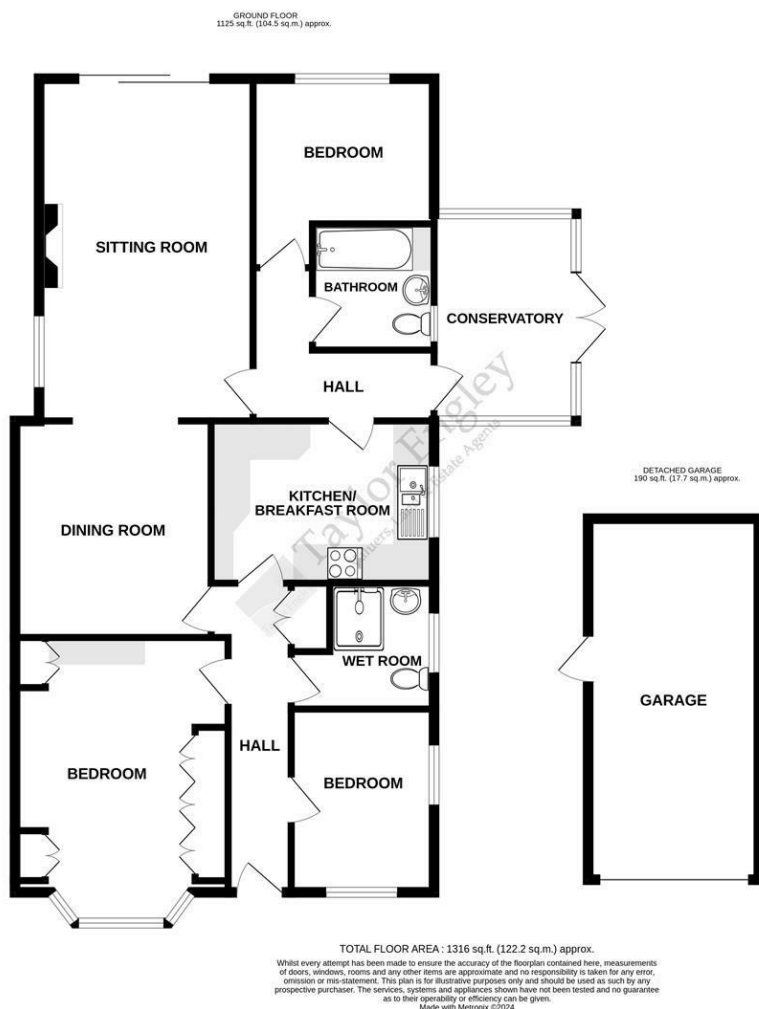 GROUND FLOOR
1125 sq.ft. (104.5 sq.m.) approx.
BEDROOM
SITTING ROOM
BATHROOM
CONSERVATORY
HALL
Taylor Engley
Valuers, Land & Estate Agents
KITCHEN/
BREAKFAST ROOM
DINING ROOM
DETACHED GARAGE
190 sq.ft. (17.7 sq.m.) approx.
WET ROOM
GARAGE
HALL
BEDROOM
BEDROOM
TOTAL FLOOR AREA : 1316 sq.ft. (122.2 sq.m.) approx.
Whilst every attempt has been made to ensure the accuracy of the floorplan contained here, measurements
of doors, windows, rooms and any other items are approximate and no responsibility is taken for any error,
omission or mis-statement. This plan is for illustrative purposes only and should be used as such by any
prospective purchaser. The services, systems and appliances shown have not been tested and no guarantee
as to their operability or efficiency can be given.
Made with Metropix ©2024